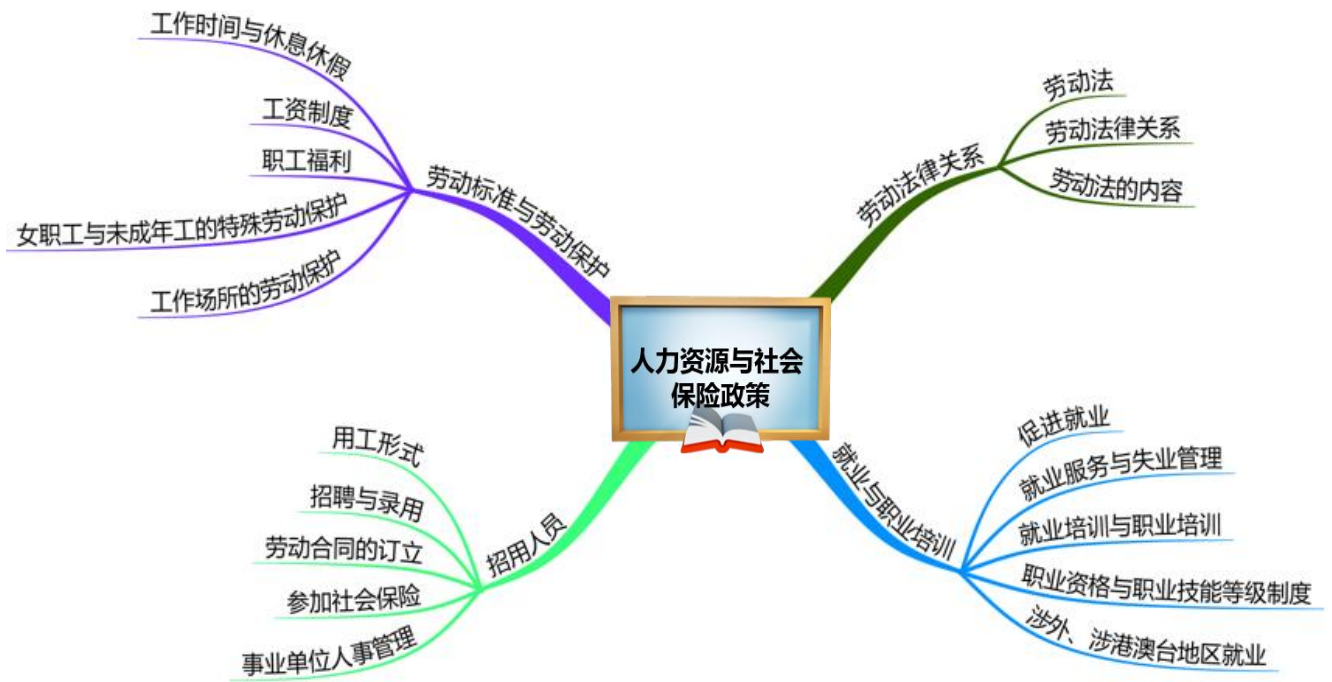 人力资源与社会
保险政策
劳动法律关系
劳动法
劳动法律关系
劳动法的内容
就业与职业培训
促进就业
就业服务与失业管理
就业培训与职业培训
职业资格与职业技能等级制度
涉外、涉港澳台地区就业
招用人员
用工形式
招聘与录用
劳动合同的订立
参加社会保险
事业单位人事管理
劳动标准与劳动保护
工作时间与休息休假
工资制度
职工福利
女职工与未成年工的特殊劳动保护
工作场所的劳动保护